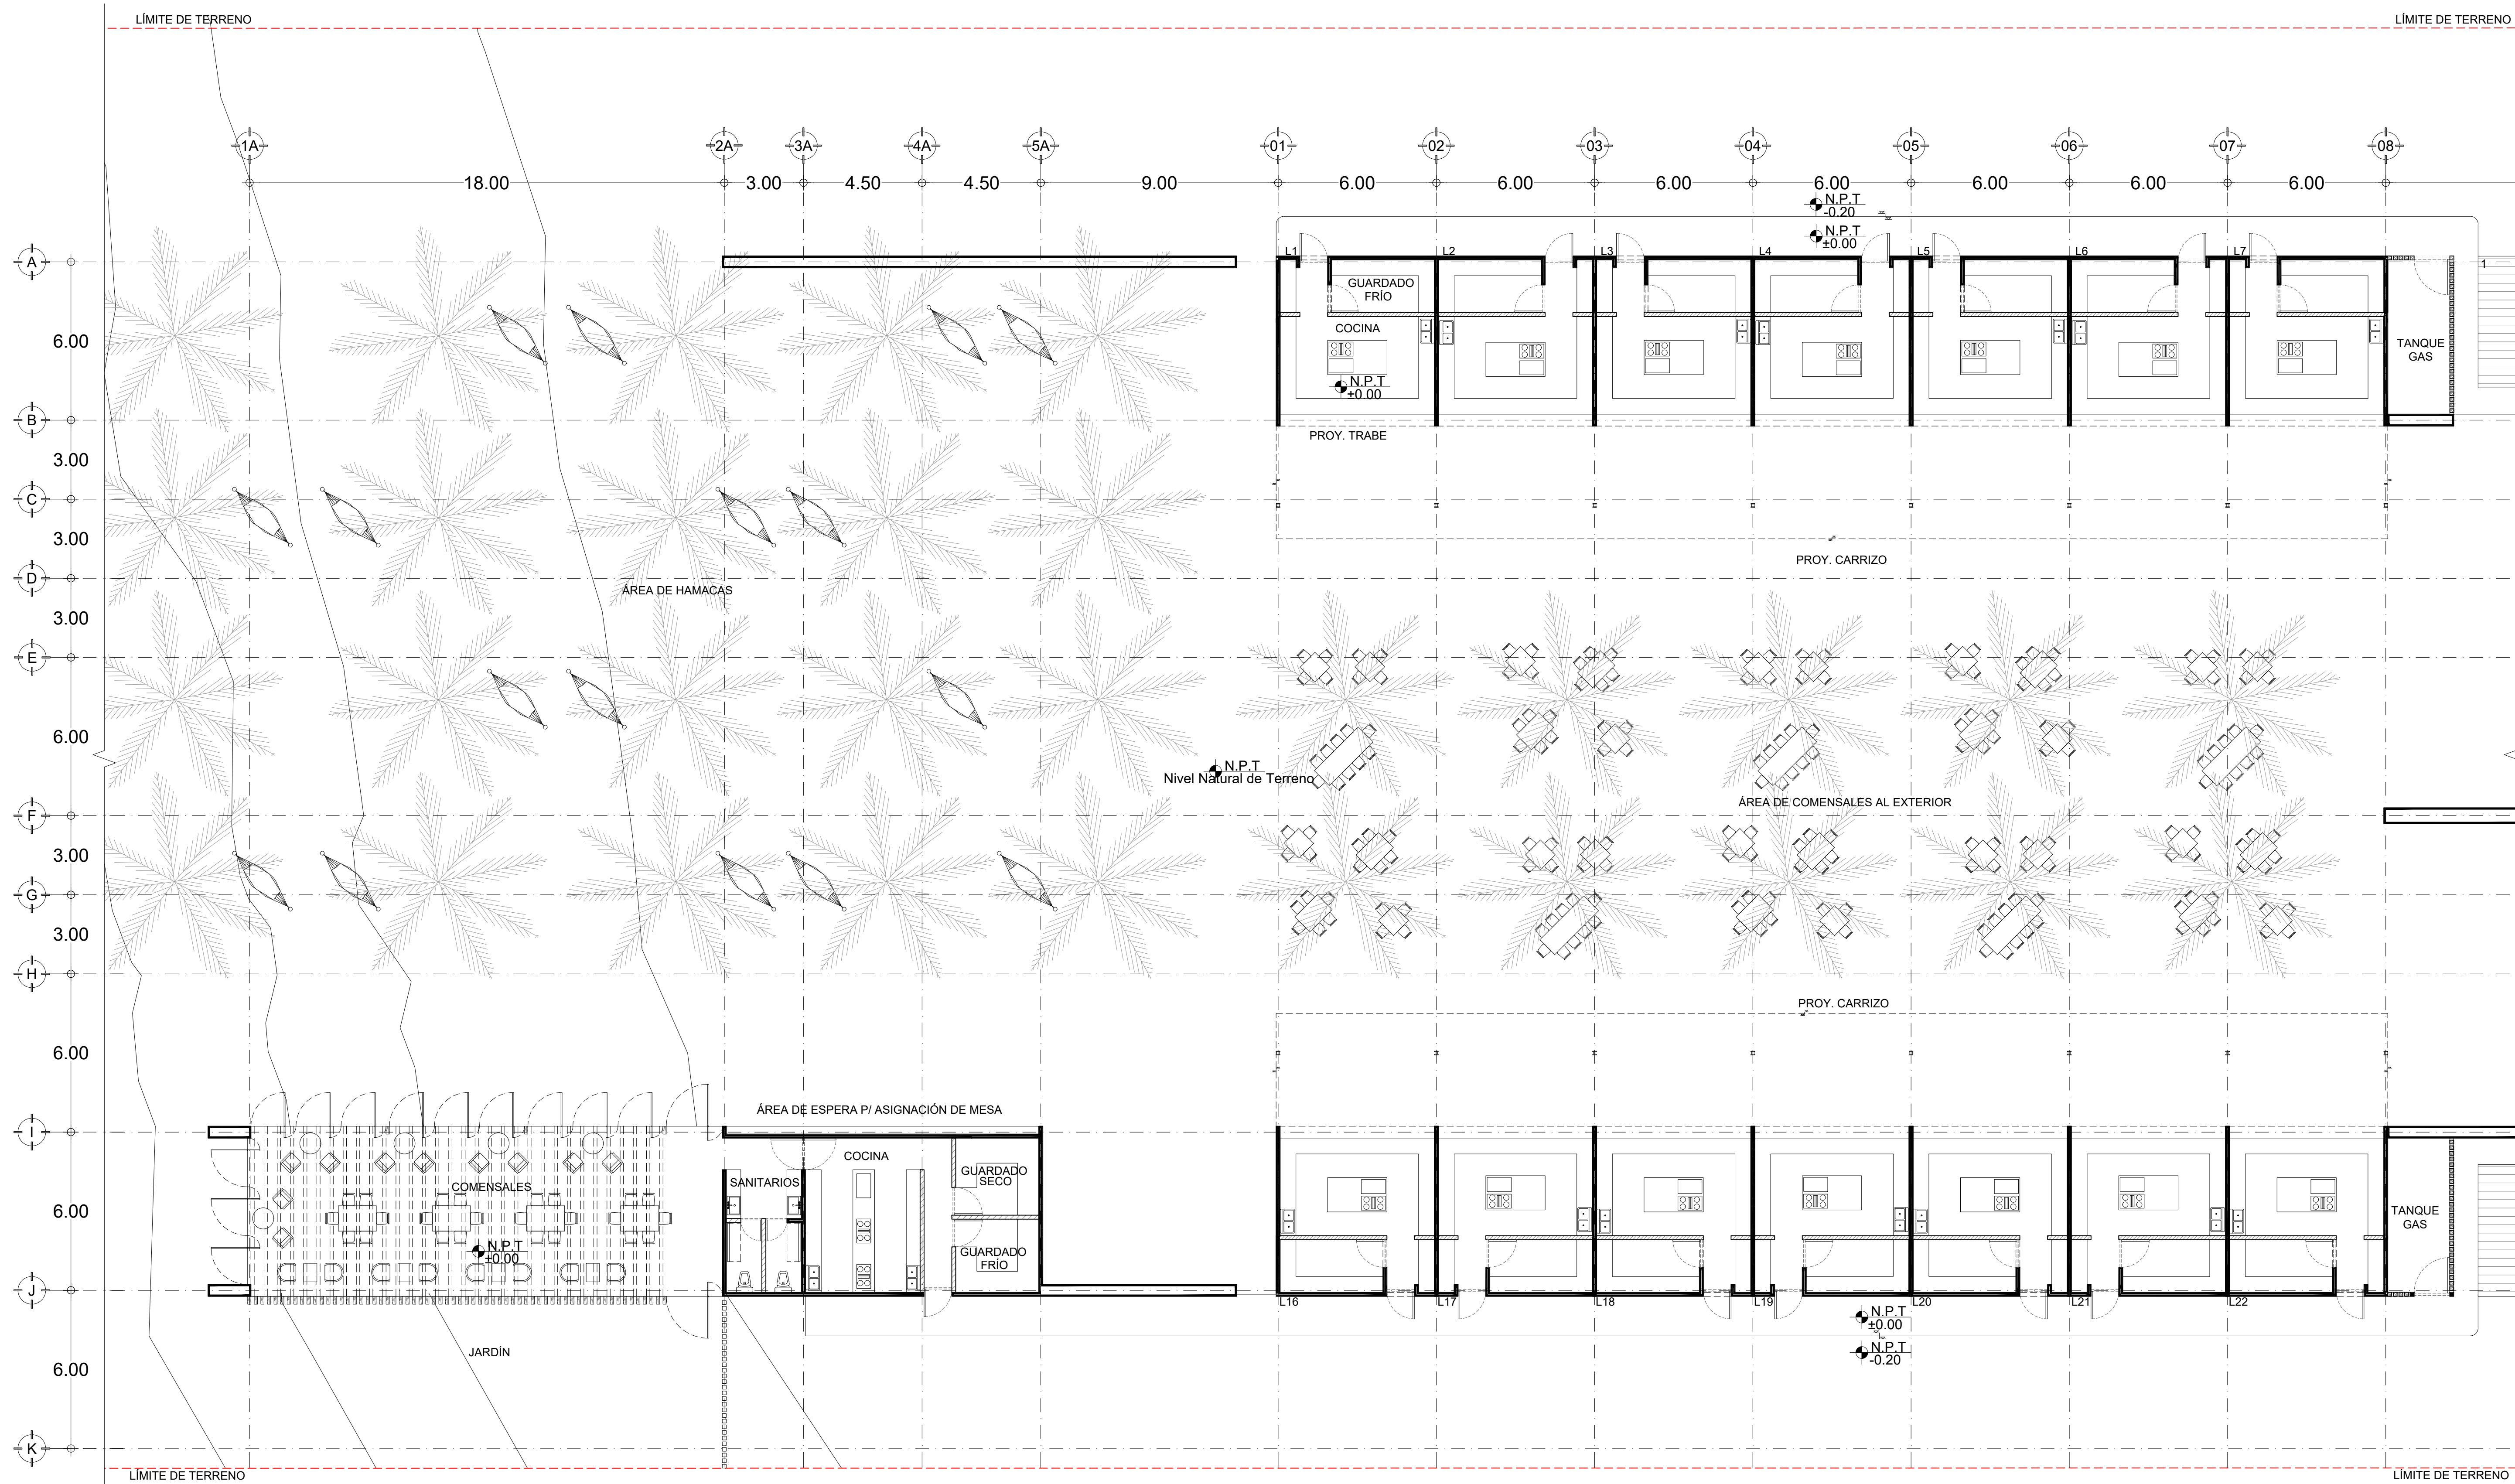 LÍMITE DE TERRENO
LÍMITE DE TERRENO
1A
2A
3A
4A
5A
01
02
03
04
05
06
07
08
18.00
3.00
4.50
4.50
9.00
6.00
6.00
6.00
6.00
6.00
6.00
6.00
N.P.T
-0.20
N.P.T
±0.00
A
L1
L2
L3
L4
L5
L6
L7
1
GUARDADO
FRÍO
COCINA
6.00
TANQUE
GAS
N.P.T
±0.00
B
PROY. TRABE
3.00
C
3.00
PROY. CARRIZO
D
ÁREA DE HAMACAS
3.00
E
6.00
N.P.T
Nivel Natural de Terreno
ÁREA DE COMENSALES AL EXTERIOR
F
3.00
G
3.00
H
PROY. CARRIZO
6.00
ÁREA DE ESPERA P/ ASIGNACIÓN DE MESA
I
COCINA
GUARDADO
SECO
SANITARIOS
COMENSALES
6.00
TANQUE
GAS
N.P.T
±0.00
GUARDADO
FRÍO
J
L16
L17
L18
L19
L20
L21
L22
N.P.T
±0.00
N.P.T
-0.20
JARDÍN
6.00
K
LÍMITE DE TERRENO
LÍMITE DE TERRENO